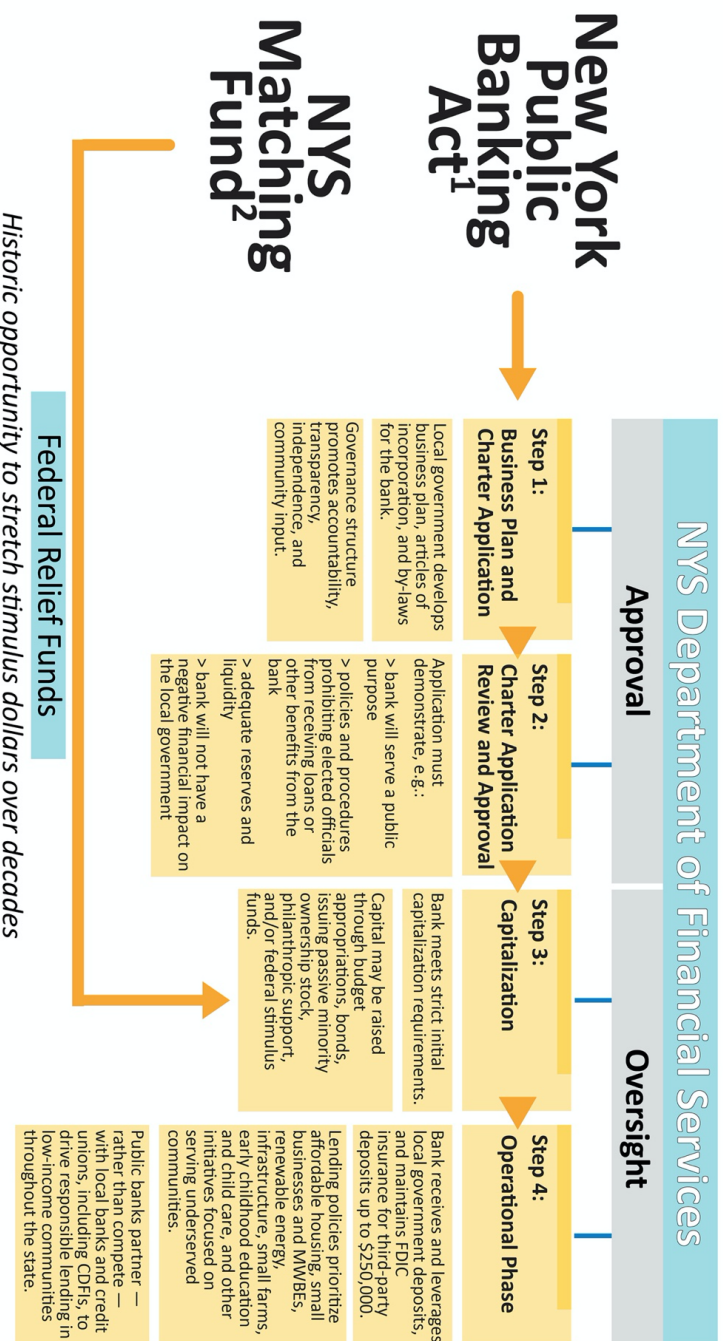 NYS Department of Financial Services
Approval
Oversight
New York
Public
Banking
Act¹
Step 1:
Business Plan and
Charter Application
Local government develops
business plan, articles of
incorporation, and by-laws
for the bank.
Governance structure
promotes accountability,
transparency,
independence, and
community input.
Step 2:
Charter Application
Review and Approval
Application must
demonstrate, e.g.:
> bank will serve a public
purpose
> policies and procedures
prohibiting elected officials
from receiving loans or
other benefits from the
bank
> adequate reserves and
liquidity
> bank will not have a
negative financial impact on
the local government
Step 3:
Capitalization
Bank meets strict initial
capitalization requirements.
Capital may be raised
through budget
appropriations, bonds,
issuing passive minority
ownership stock,
philanthropic support,
and/or federal stimulus
funds.
Step 4:
Operational Phase
Bank receives and leverages
local government deposits,
and maintains FDIC
insurance for third-party
deposits up to $250,000.
Lending policies prioritize
affordable housing, small
businesses and MWBEs,
renewable energy,
infrastructure, small farms,
early childhood education
and child care, and other
initiatives focused on
serving underserved
communities.
Public banks partner —
rather than compete —
with local banks and credit
unions, including CDFIs, to
drive responsible lending in
low-income communities
throughout the state.
NYS
Matching
Fund²
Federal Relief Funds
Historic opportunity to stretch stimulus dollars over decades